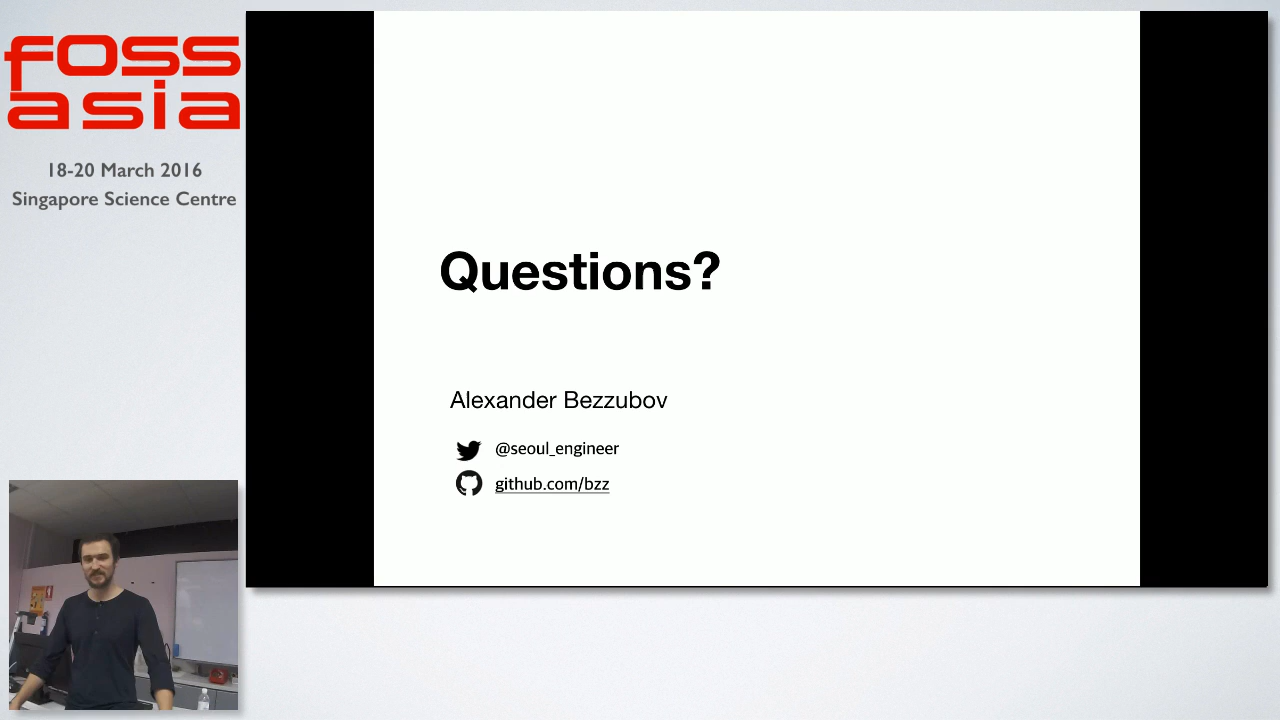 foss
asia
18-20 March 2016
Singapore Science Centre
Questions?
Alexander Bezzubov
@seoul_engineer
github.com/bzz